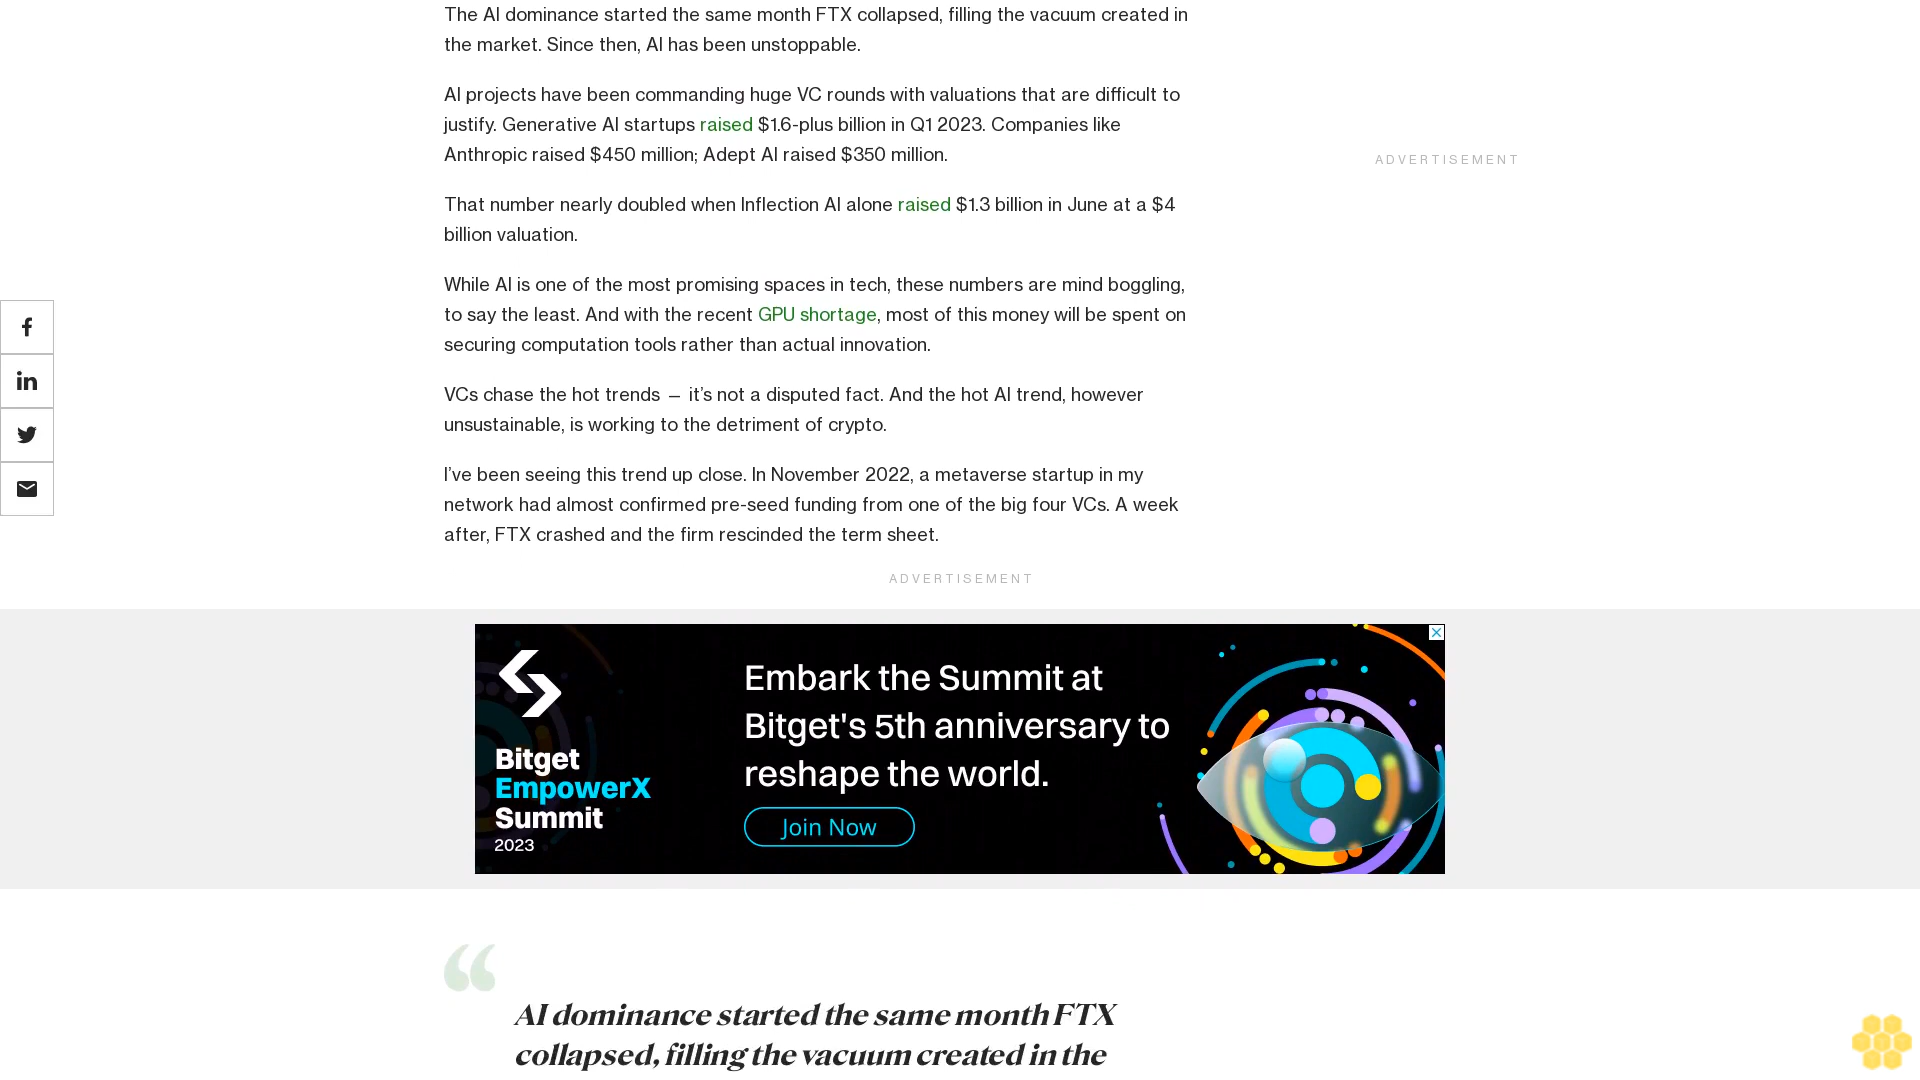 The AI dominance started the same month FTX collapsed, filling the vacuum created in
the market. Since then, AI has been unstoppable.
AI projects have been commanding huge VC rounds with valuations that are difficult to
justify. Generative AI startups raised $1.6-plus billion in Q1 2023. Companies like
Anthropic raised $450 million; Adept AI raised $350 million.
ADVERTISEMENT
That number nearly doubled when Inflection AI alone raised $1.3 billion in June at a $4
billion valuation.
While AI is one of the most promising spaces in tech, these numbers are mind boggling,
to say the least. And with the recent GPU shortage, most of this money will be spent on
securing computation tools rather than actual innovation.
VCs chase the hot trends — it’s not a disputed fact. And the hot AI trend, however
unsustainable, is working to the detriment of crypto.
I’ve been seeing this trend up close. In November 2022, a metaverse startup in my
network had almost confirmed pre-seed funding from one of the big four VCs. A week
after, FTX crashed and the firm rescinded the term sheet.
ADVERTISEMENT
Bitget
EmpowerX
Summit
2023
Embark the Summit at
Bitget's 5th anniversary to
reshape the world.
Join Now
“
AI dominance started the same month FTX
collapsed, filling the vacuum created in the